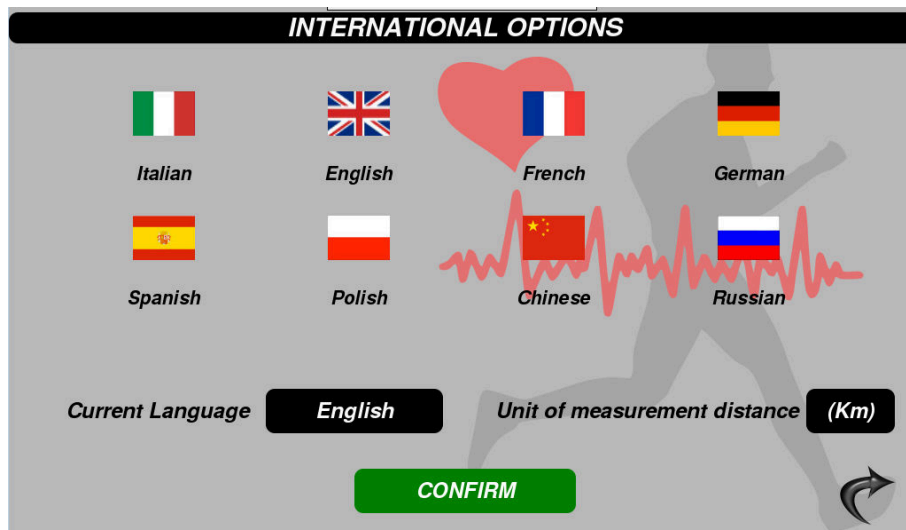 INTERNATIONAL OPTIONS
Italian English French German
Spanish Polish Chinese Russian
Current Language English Unit of measurement distance (Km)
CONFIRM